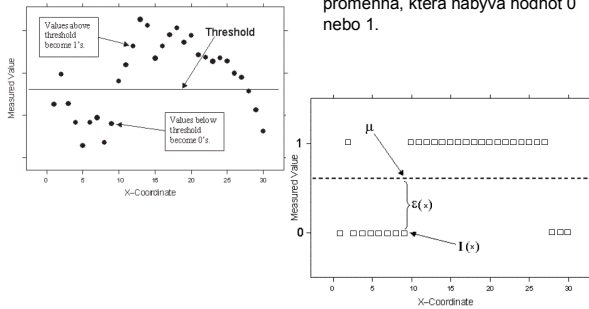 proměnná, která nabývá hodnot 0
nebo 1.
Values above
threshold
become 1's.
Threshold
Measured Value
Values below
threshold
become 0's.
0 5 10 15 20 25 30
X–Coordinate
μ
1
Measured Value
ε(x)
0
I(x)
0 5 10 15 20 25 30
X–Coordinate